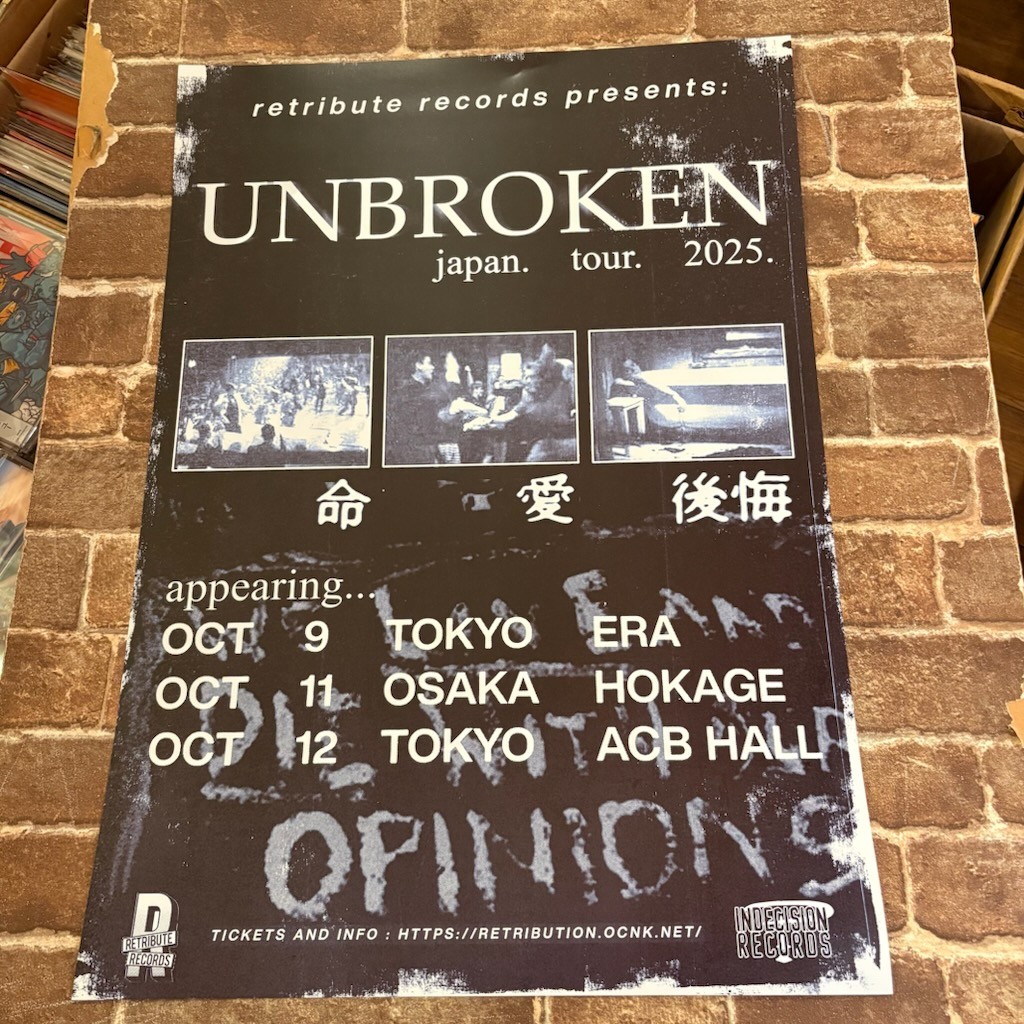 retribute records presents:
UNBROKEN
japan. tour. 2025.
命 愛 後悔
appearing...
OCT 9 TOKYO ERA
OCT 11 OSAKA HOKAGE
OCT 12 TOKYO ACB HALL
OPINIONS
TICKETS AND INFO : HTTPS://RETRIBUTION.OCNK.NET/
R
RETRIBUTE
RECORDS
INDECISION
RECORDS